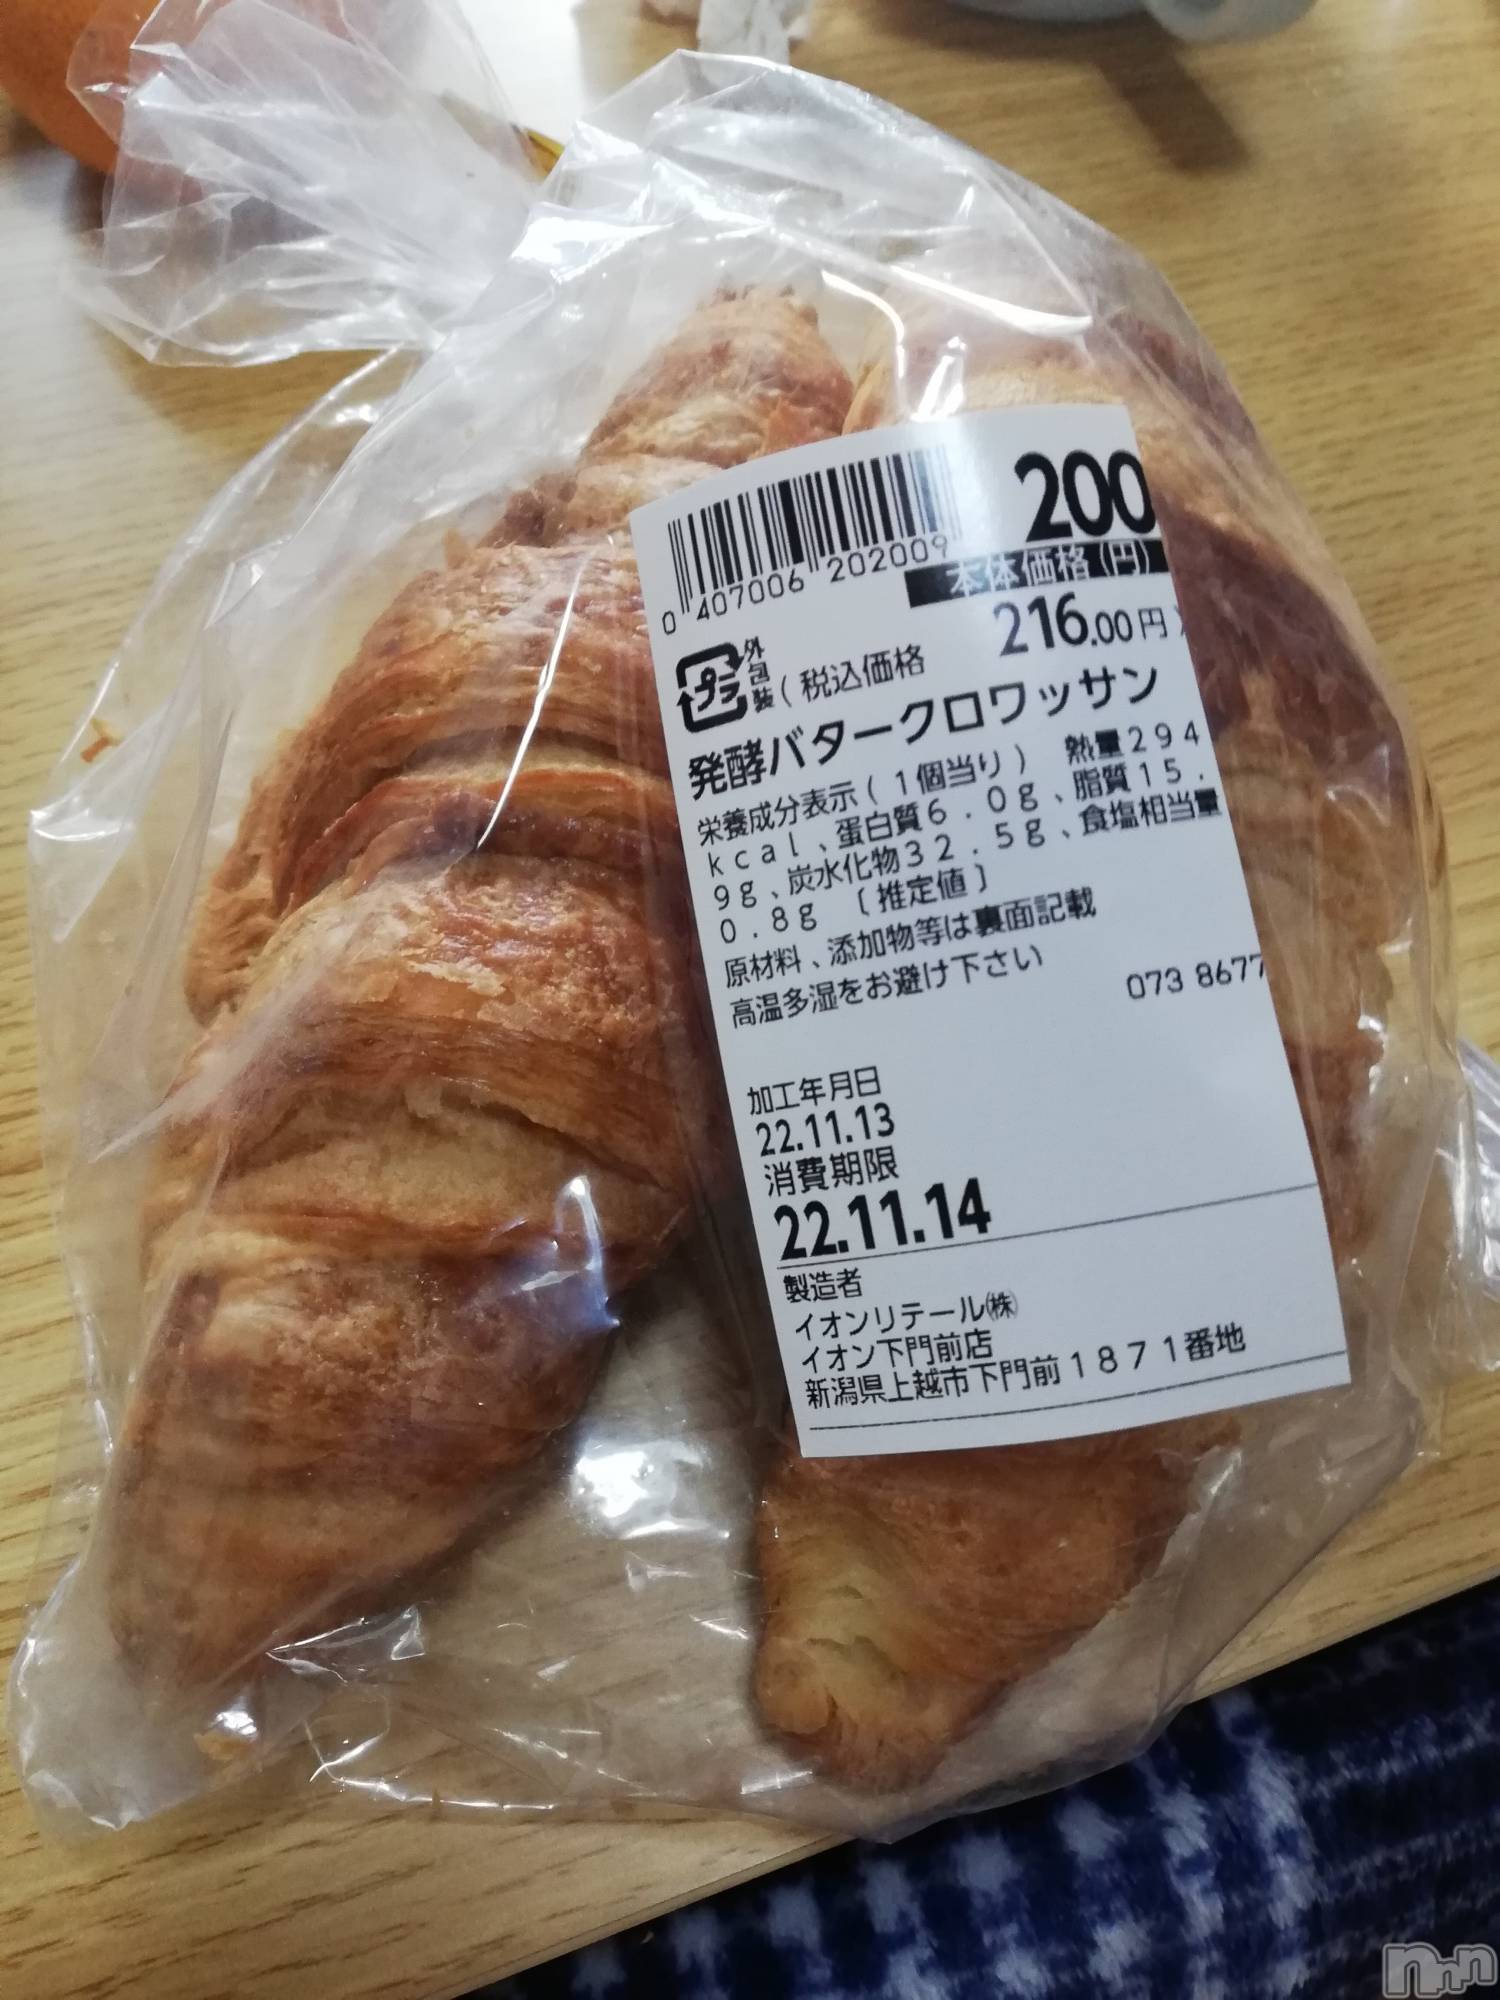 200
本体価格(円)
0 407006 202009
216.00円
プラ
外包装
(税込価格
発酵バタークロワッサン
栄養成分表示(1個当り) 熱量294
kcal、蛋白質6.0g、脂質15.
9g、炭水化物32.5g、食塩相当量
0.8g [推定値]
原材料、添加物等は裏面記載
高温多湿をお避け下さい
073 8677
加工年月日
22.11.13
消費期限
22.11.14
製造者
イオンリテール㈱
イオン下門前店
新潟県上越市下門前1871番地
nnn